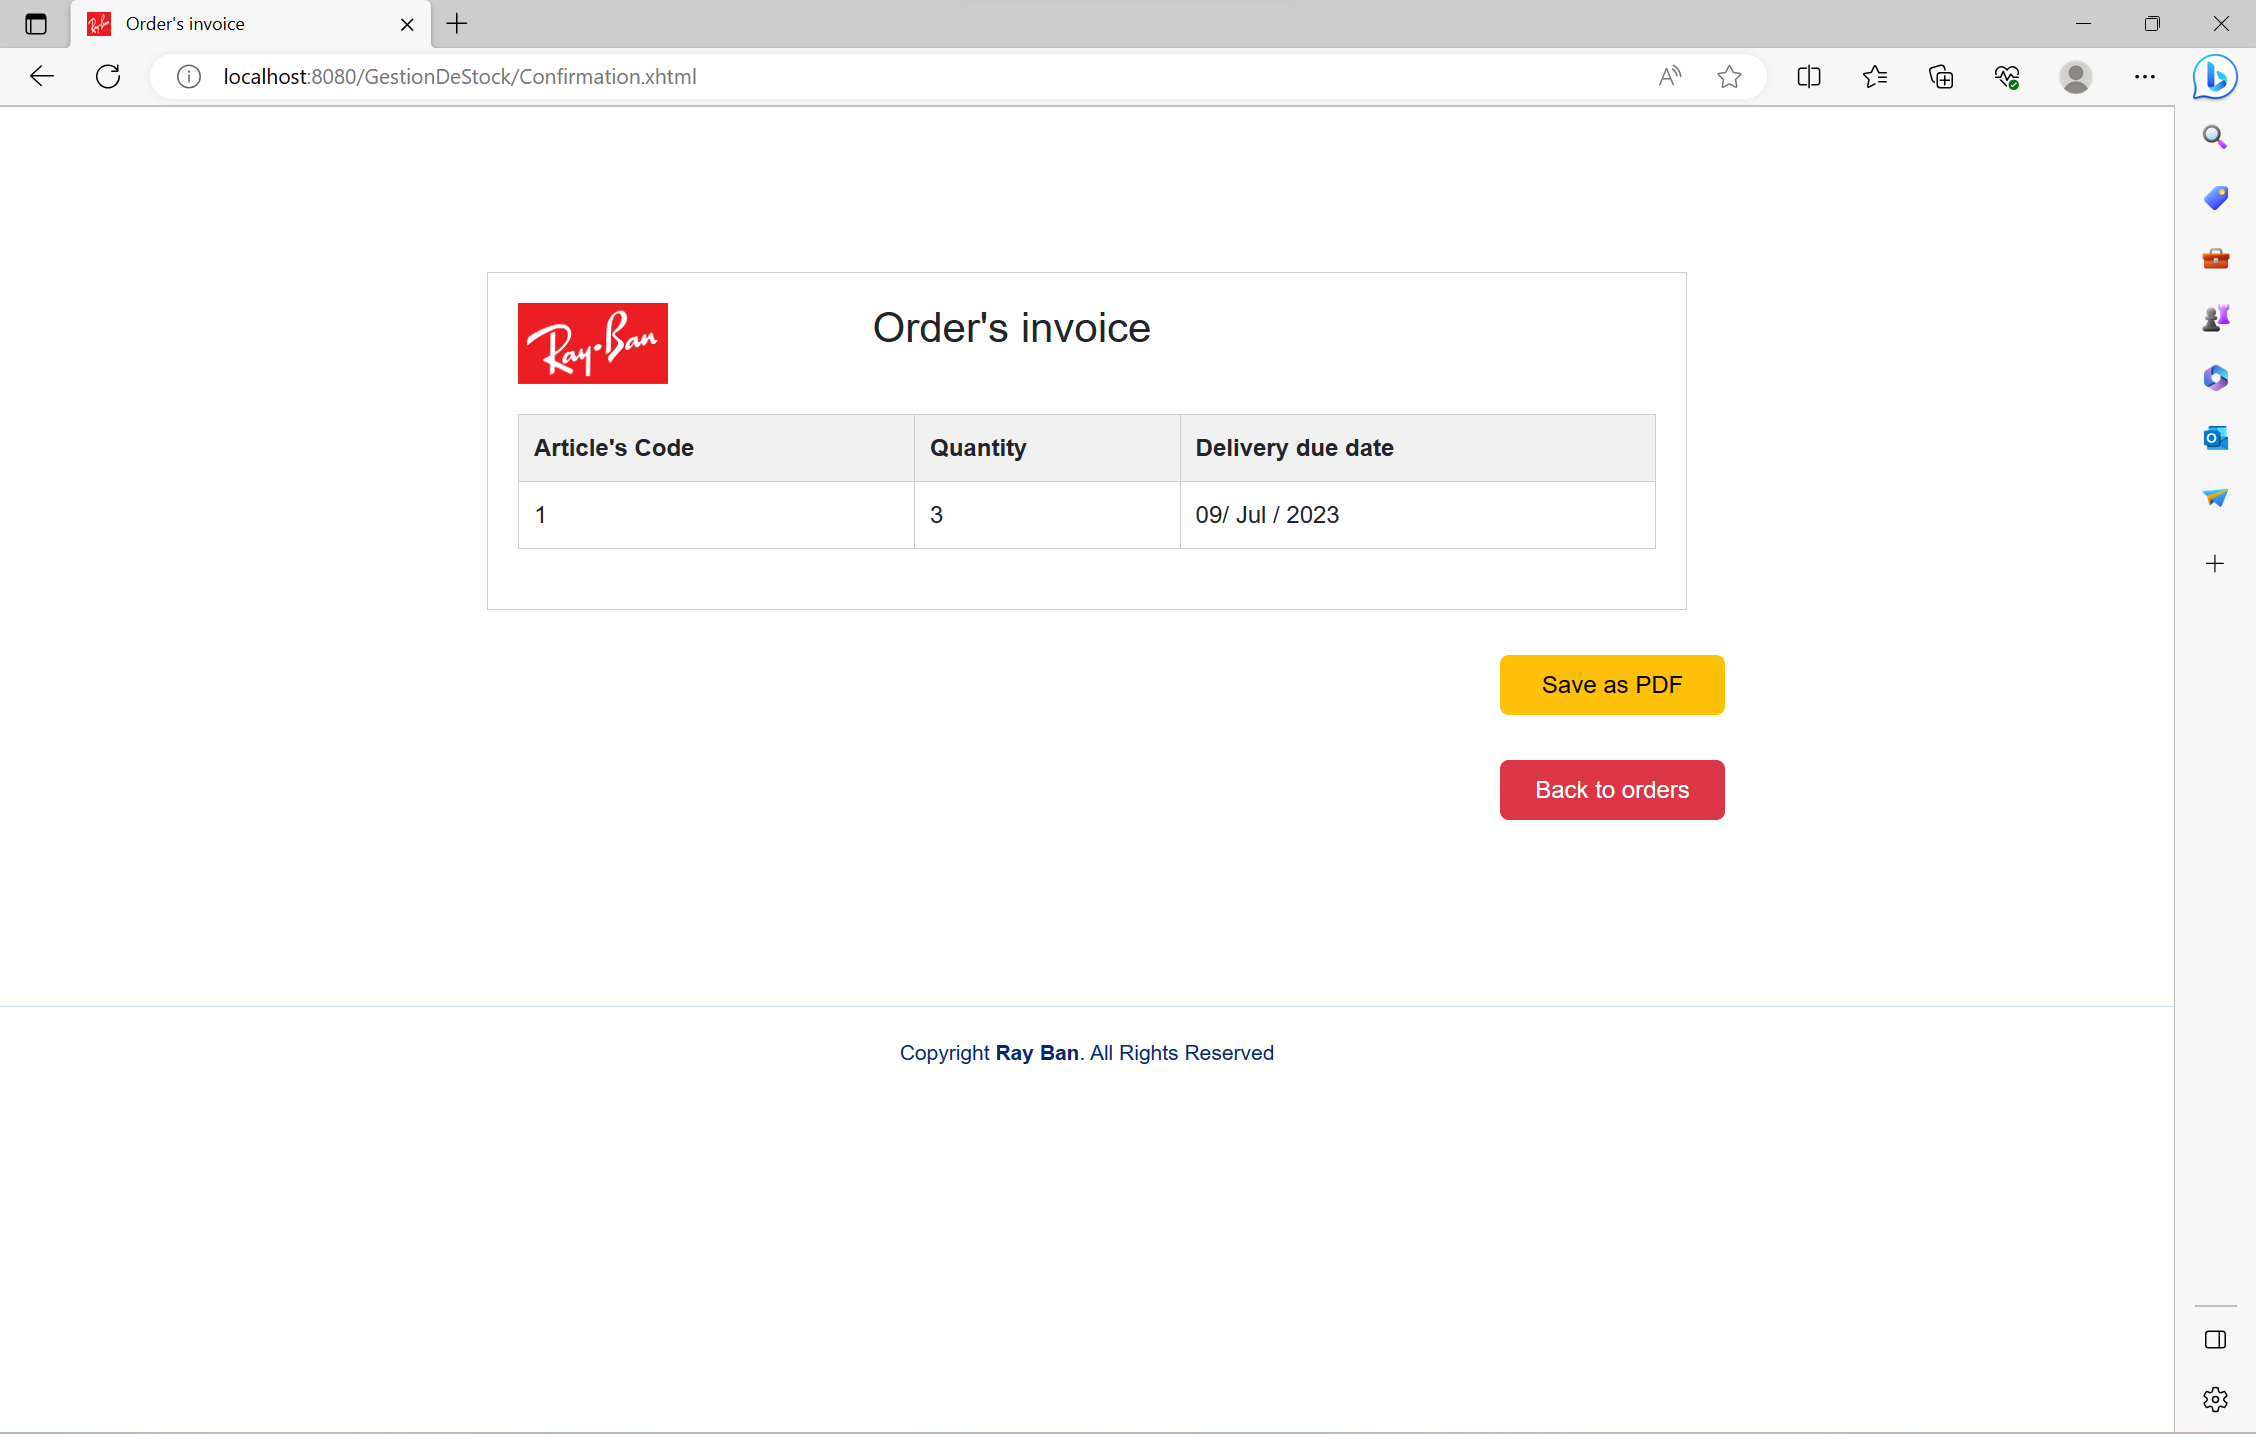 Order's invoice
localhost:8080/GestionDeStock/Confirmation.xhtml
Ray-Ban
Order's invoice
Article's Code Quantity Delivery due date
1 3 09/ Jul / 2023
Save as PDF
Back to orders
Copyright Ray Ban. All Rights Reserved